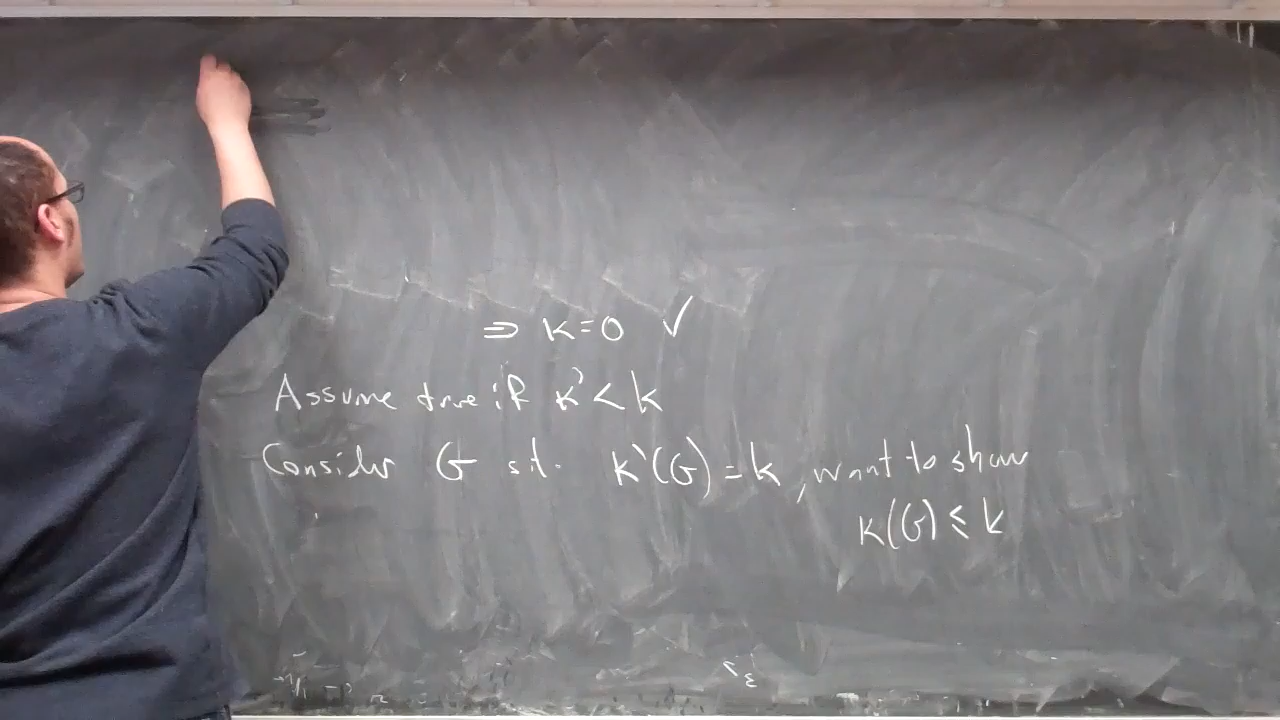 ⇒ κ=0 ✓
Assume true if κ' < k
Consider G s.t. κ'(G) = k, want to show
κ(G) ≤ k